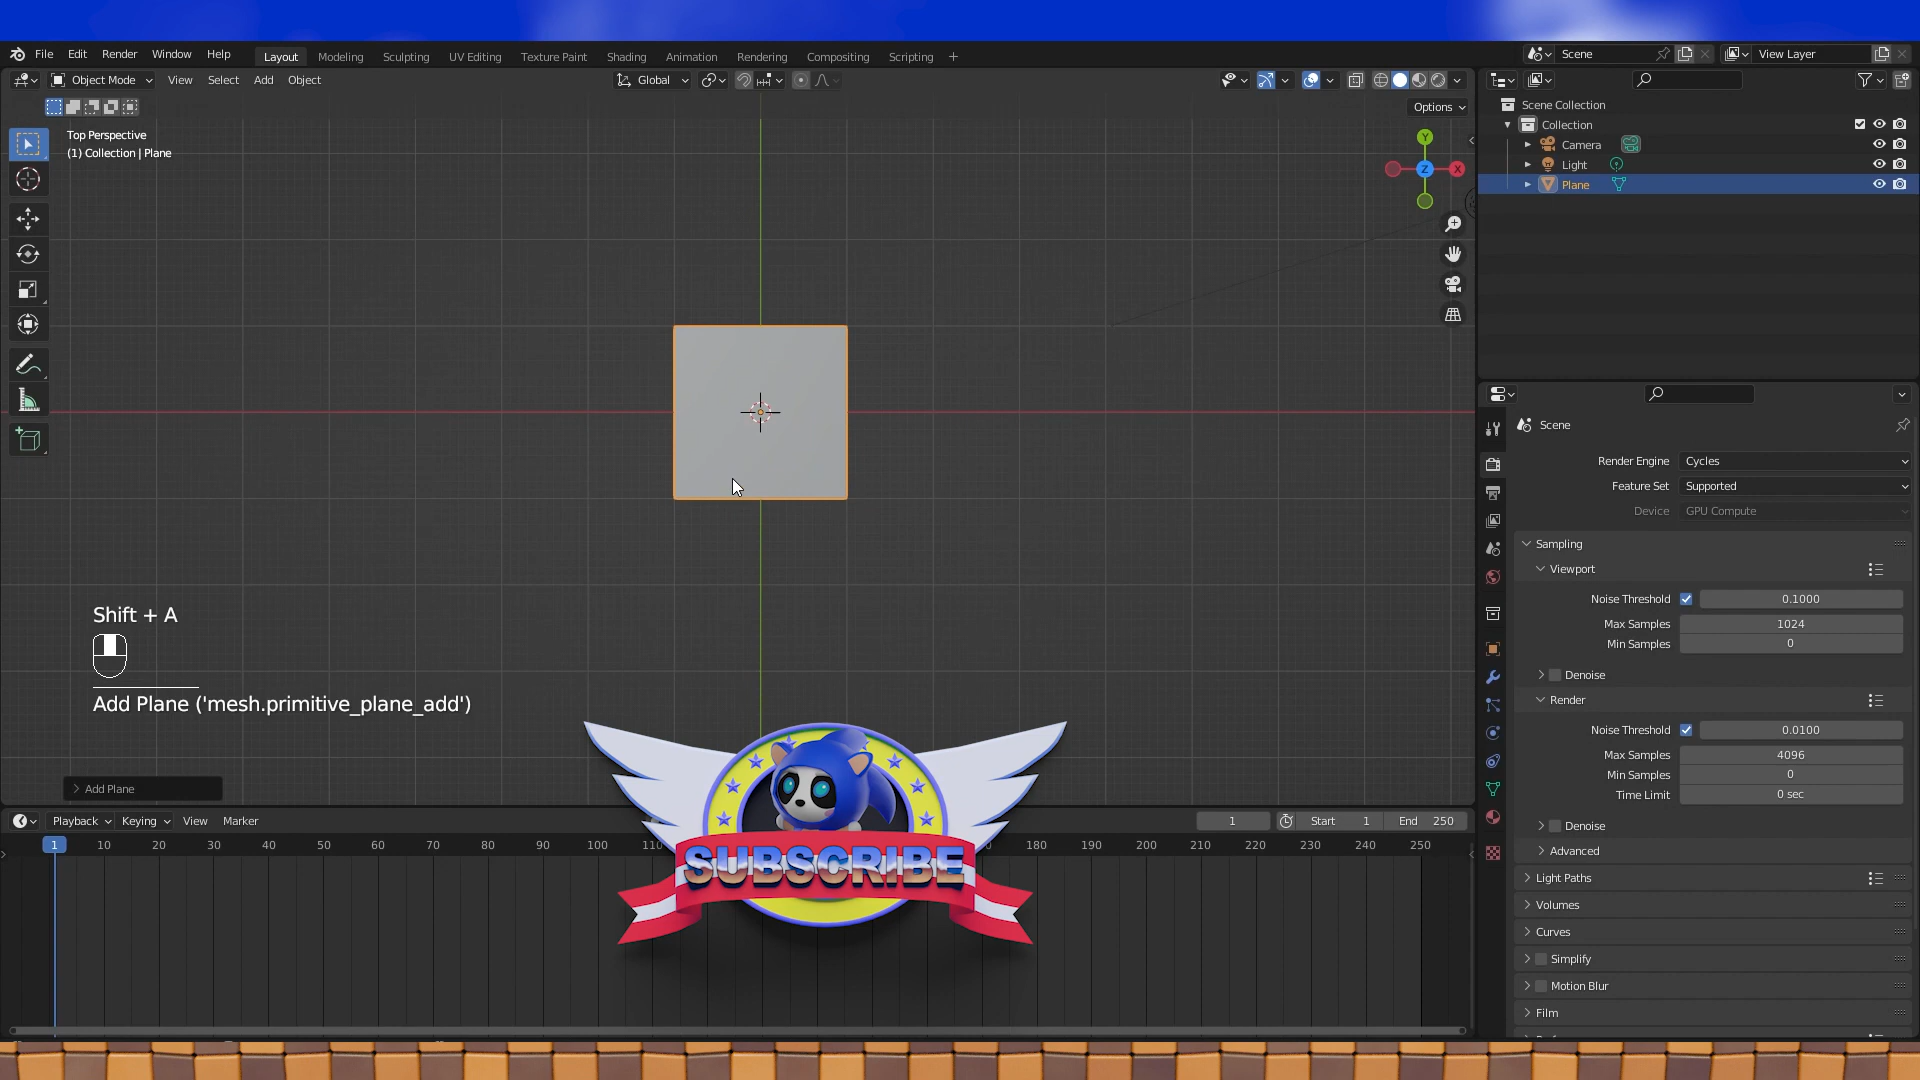 File Edit Render Window Help Layout Modeling Sculpting UV Editing Texture Paint Shading Animation Rendering Compositing Scripting + Scene View Layer
Object Mode View Select Add Object Global
Options
Top Perspective
(1) Collection | Plane
Y
X
Z
Scene Collection
Collection
Camera
Light
Plane
Scene
Render Engine Cycles
Feature Set Supported
Device GPU Compute
Sampling
Viewport
Noise Threshold 0.1000
Max Samples 1024
Min Samples 0
Denoise
Render
Noise Threshold 0.0100
Max Samples 4096
Min Samples 0
Time Limit 0 sec
Denoise
Advanced
Light Paths
Volumes
Curves
Simplify
Motion Blur
Film
Shift + A
Add Plane ('mesh.primitive_plane_add')
Add Plane
Playback Keying View Marker 1 Start 1 End 250
1 10 20 30 40 50 60 70 80 90 100 180 190 200 210 220 230 240 250
SUBSCRIBE